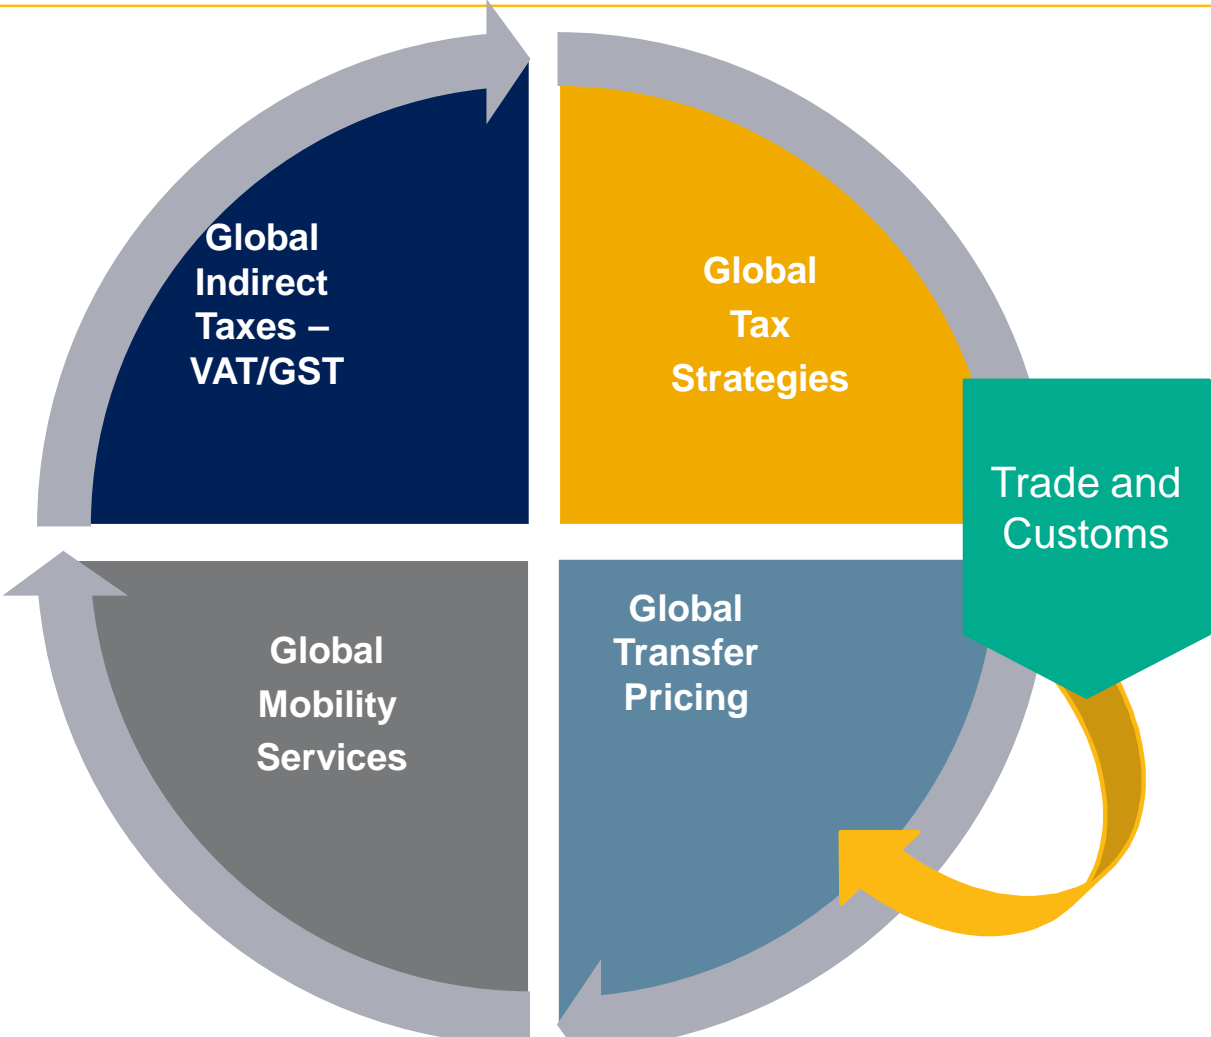 Global
Indirect
Taxes –
VAT/GST
Global
Tax
Strategies
Trade and
Customs
Global
Mobility
Services
Global
Transfer
Pricing